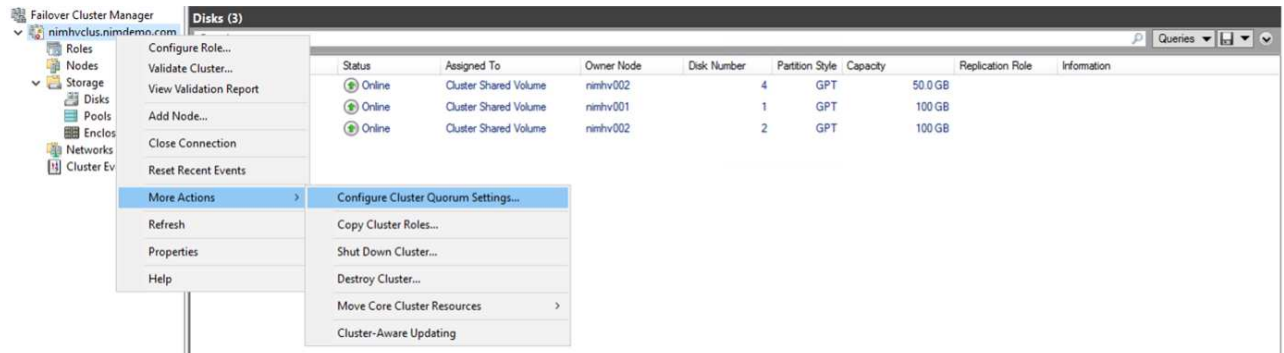 Failover Cluster Manager
nimhvclus.nimdemo.com
Roles
Nodes
Storage
Disks
Pools
Enclos
Networks
Cluster Ev
Disks (3)
Queries
Status Assigned To Owner Node Disk Number Partition Style Capacity Replication Role Information
Online Cluster Shared Volume nimhv002 4 GPT 50.0 GB
Online Cluster Shared Volume nimhv001 1 GPT 100 GB
Online Cluster Shared Volume nimhv002 2 GPT 100 GB
Configure Role...
Validate Cluster...
View Validation Report
Add Node...
Close Connection
Reset Recent Events
More Actions
Refresh
Properties
Help
Configure Cluster Quorum Settings...
Copy Cluster Roles...
Shut Down Cluster...
Destroy Cluster...
Move Core Cluster Resources
Cluster-Aware Updating